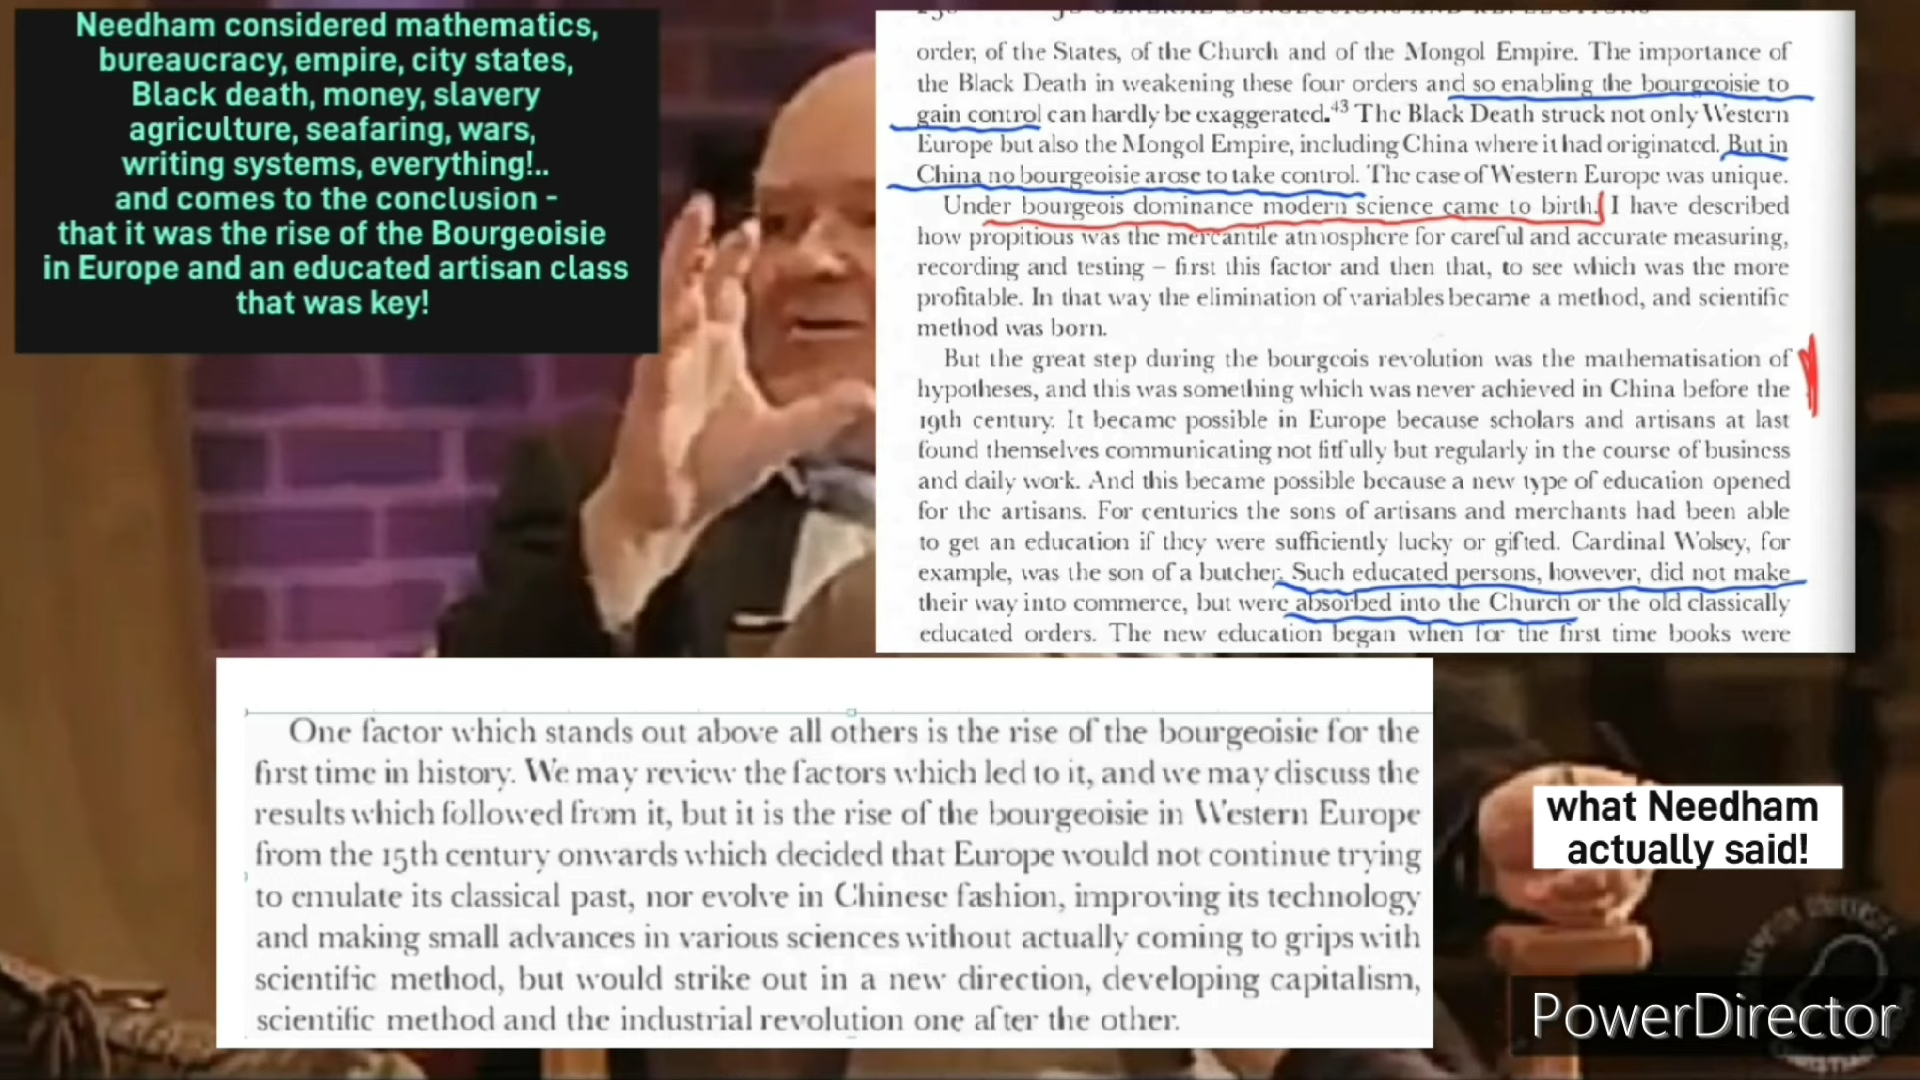 Needham considered mathematics,
bureaucracy, empire, city states,
Black death, money, slavery
agriculture, seafaring, wars,
writing systems, everything!..
and comes to the conclusion -
that it was the rise of the Bourgeoisie
in Europe and an educated artisan class
that was key!
order, of the States, of the Church and of the Mongol Empire. The importance of
the Black Death in weakening these four orders and so enabling the bourgeoisie to
gain control can hardly be exaggerated.43 The Black Death struck not only Western
Europe but also the Mongol Empire, including China where it had originated. But in
China no bourgeoisie arose to take control. The case of Western Europe was unique.
Under bourgeois dominance modern science came to birth. I have described
how propitious was the mercantile atmosphere for careful and accurate measuring,
recording and testing – first this factor and then that, to see which was the more
profitable. In that way the elimination of variables became a method, and scientific
method was born.
But the great step during the bourgeois revolution was the mathematisation of
hypotheses, and this was something which was never achieved in China before the
19th century. It became possible in Europe because scholars and artisans at last
found themselves communicating not fitfully but regularly in the course of business
and daily work. And this became possible because a new type of education opened
for the artisans. For centuries the sons of artisans and merchants had been able
to get an education if they were sufficiently lucky or gifted. Cardinal Wolsey, for
example, was the son of a butcher. Such educated persons, however, did not make
their way into commerce, but were absorbed into the Church or the old classically
educated orders. The new education began when for the first time books were
One factor which stands out above all others is the rise of the bourgeoisie for the
first time in history. We may review the factors which led to it, and we may discuss the
results which followed from it, but it is the rise of the bourgeoisie in Western Europe
from the 15th century onwards which decided that Europe would not continue trying
to emulate its classical past, nor evolve in Chinese fashion, improving its technology
and making small advances in various sciences without actually coming to grips with
scientific method, but would strike out in a new direction, developing capitalism,
scientific method and the industrial revolution one after the other.
what Needham
actually said!
PowerDirector